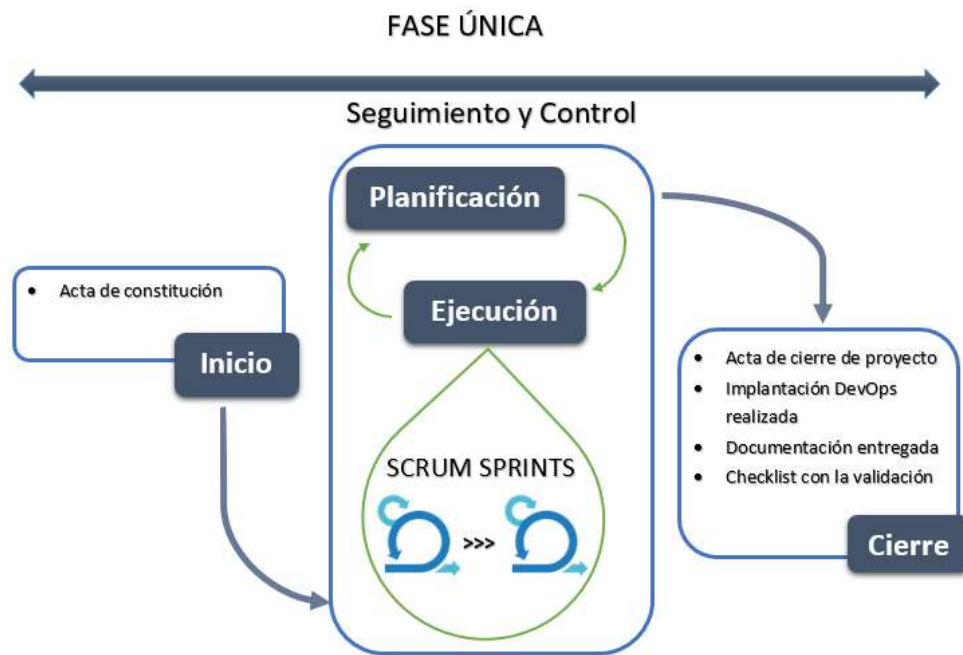 FASE ÚNICA
Seguimiento y Control
Planificación
Ejecución
• Acta de constitución
Inicio
SCRUM SPRINTS
>>>
• Acta de cierre de proyecto
• Implantación DevOps
realizada
• Documentación entregada
• Checklist con la validación
Cierre